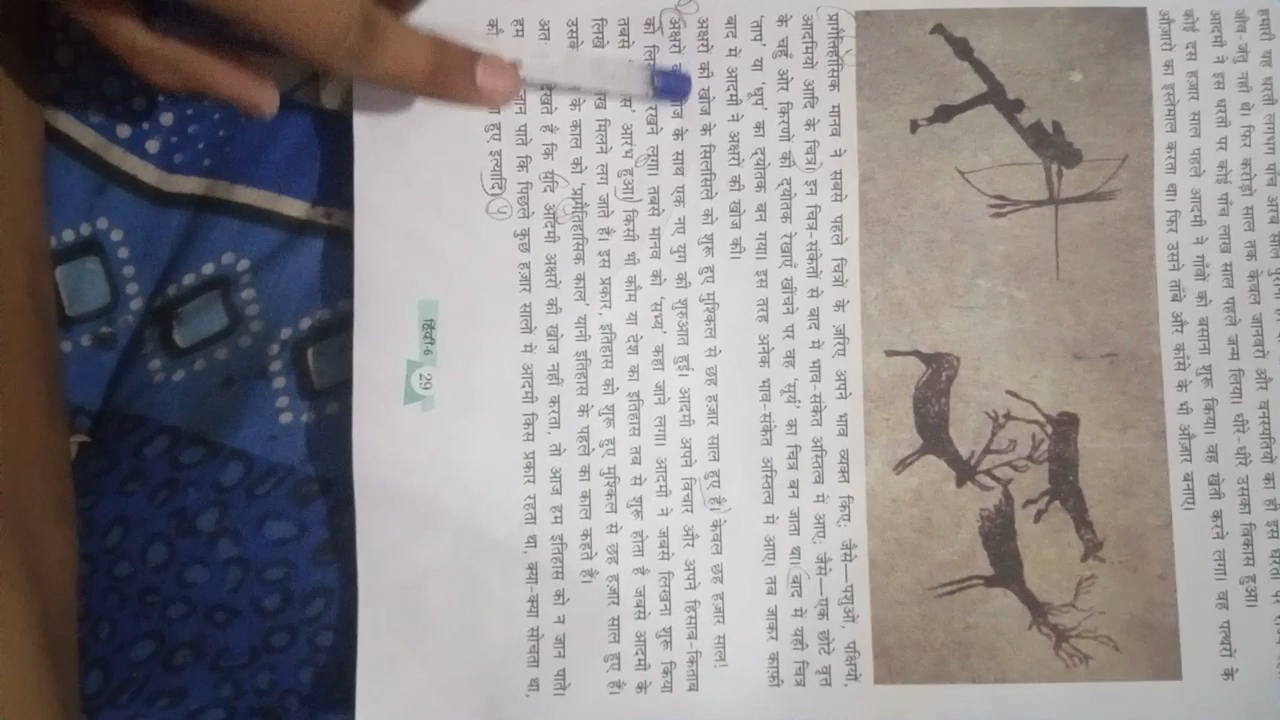 हमारी यह धरती लगभग पाँच अरब साल
जीव-जंतु नहीं थे। फिर करोड़ों साल तक केवल जानवरों और वनस्पतियों का ही इस धरती पर
आदमी ने इस धरती पर कोई पाँच लाख साल पहले जन्म लिया। धीरे-धीरे उसका विकास हुआ।
कोई दस हज़ार साल पहले आदमी ने गाँवों को बसाना शुरू किया। वह खेती करने लगा। वह पत्थरों के
औज़ारों का इस्तेमाल करता था। फिर उसने ताँबे और काँसे के भी औज़ार बनाए।
प्रागैतिहासिक मानव ने सबसे पहले चित्रों के ज़रिए अपने भाव व्यक्त किए; जैसे—पशुओं, पक्षियों,
आदमियों आदि के चित्र। इन चित्र-संकेतों से बाद में भाव-संकेत अस्तित्व में आए; जैसे—एक छोटे वृत्त
के चहुँ ओर किरणों की द्योतक रेखाएँ खींचने पर वह 'सूर्य' का चित्र बन जाता था। बाद में यही चित्र
'ताप' या 'धूप' का द्योतक बन गया। इस तरह अनेक भाव-संकेत अस्तित्व में आए। तब जाकर काफ़ी
बाद में आदमी ने अक्षरों की खोज की।
अक्षरों की खोज के सिलसिले को शुरू हुए मुश्किल से छह हज़ार साल हुए हैं। केवल छह हज़ार साल!
अक्षरों के साथ एक नए युग की शुरुआत हुई। आदमी अपने विचार और अपने हिसाब-किताब
को रखने लगा। तबसे मानव को 'सभ्य' कहा जाने लगा। आदमी ने जबसे लिखना शुरू किया
तबसे आरंभ हुआ। किसी भी कौम या देश का इतिहास तब से शुरू होता है जबसे आदमी के
लिखे मिलने लग जाते हैं। इस प्रकार, इतिहास को शुरू हुए मुश्किल से छह हज़ार साल हुए हैं।
उसके के काल को 'प्रागैतिहासिक काल' यानी इतिहास के पहले का काल कहते हैं।
अतः देखते हैं कि यदि आदमी अक्षरों की खोज नहीं करता, तो आज हम इतिहास को न जान पाते।
हम जान पाते कि पिछले कुछ हज़ार सालों में आदमी किस प्रकार रहता था, क्या-क्या सोचता था,
हुए इत्यादि।
हिंदी-6 29